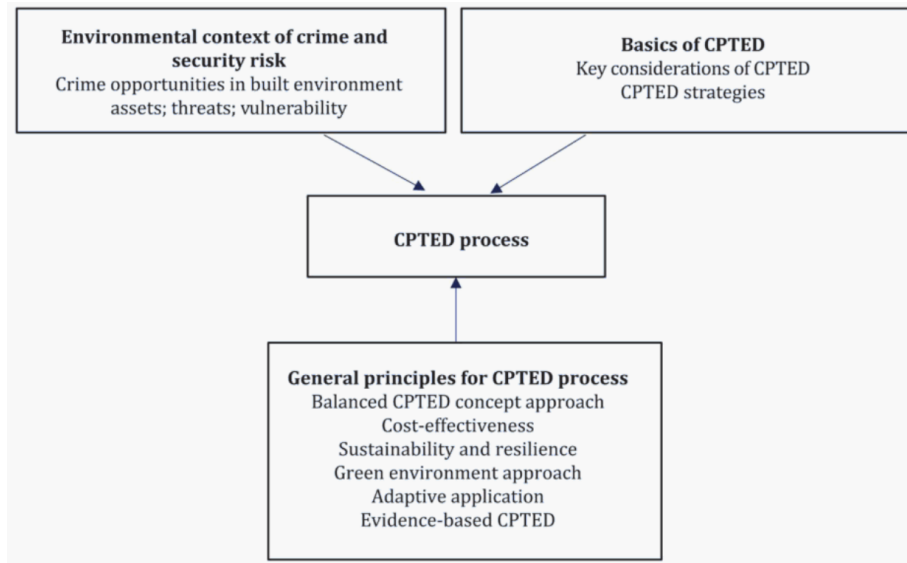 Environmental context of crime and
security risk
Crime opportunities in built environment
assets; threats; vulnerability
Basics of CPTED
Key considerations of CPTED
CPTED strategies
CPTED process
General principles for CPTED process
Balanced CPTED concept approach
Cost-effectiveness
Sustainability and resilience
Green environment approach
Adaptive application
Evidence-based CPTED